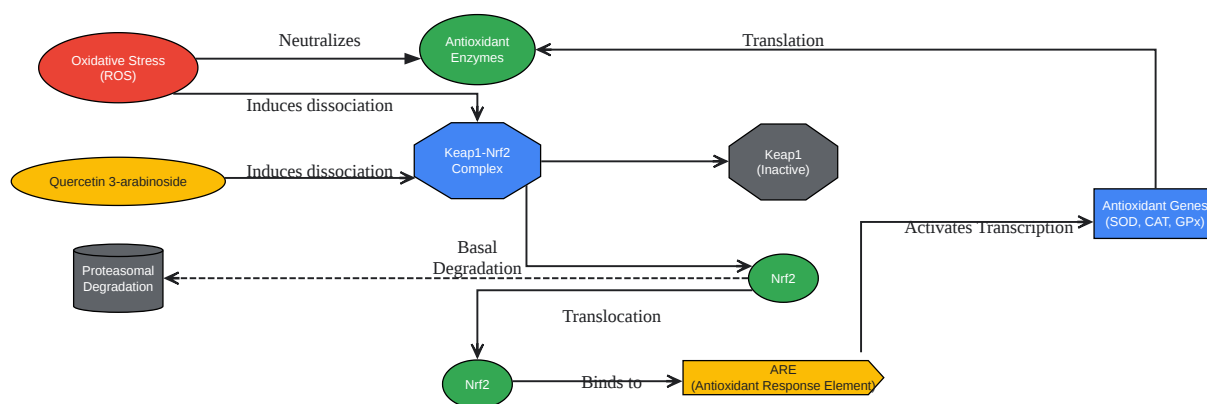 Neutralizes
Antioxidant
Enzymes
Translation
Oxidative Stress
(ROS)
Induces dissociation
Keap1-Nrf2
Complex
Keap1
(Inactive)
Quercetin 3-arabinoside
Induces dissociation
Antioxidant Genes
(SOD, CAT, GPx)
Activates Transcription
Basal
Degradation
Proteasomal
Degradation
Nrf2
Translocation
Nrf2
Binds to
ARE
(Antioxidant Response Element)